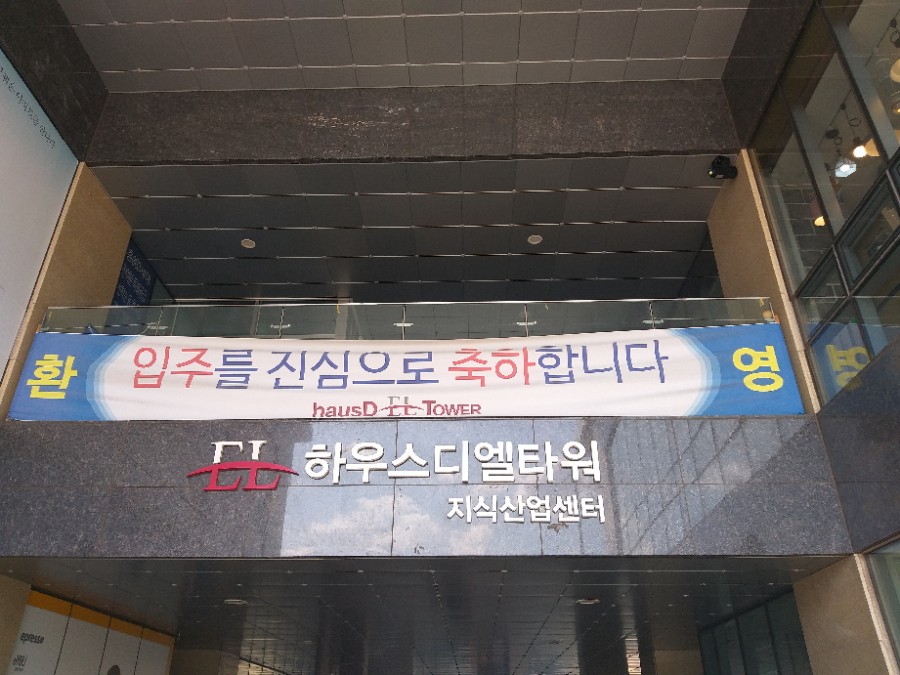 환 입주를 진심으로 축하합니다 영
hausD EL TOWER
EL 하우스디엘타워
지식산업센터
epresse